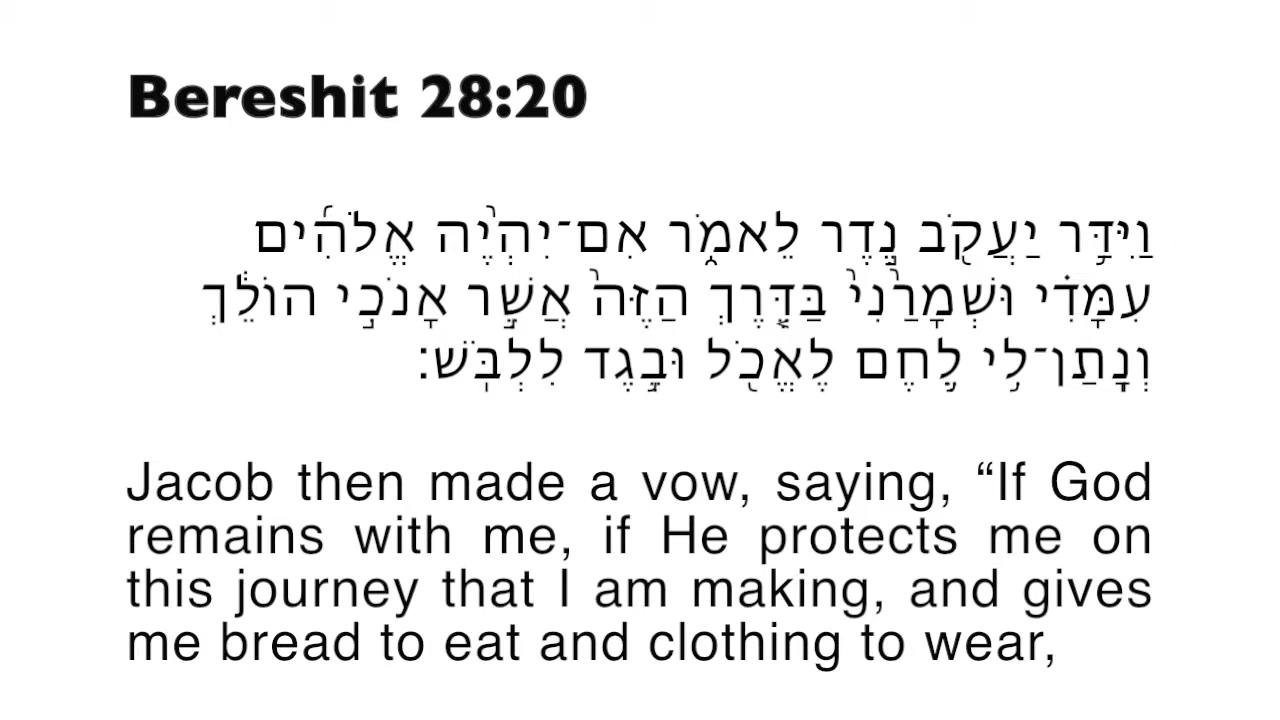 Bereshit 28:20
וַיִּדַּ֥ר יַעֲקֹ֖ב נֶ֣דֶר לֵאמֹ֑ר אִם־יִהְיֶ֨ה אֱלֹהִ֜ים
עִמָּדִ֗י וּשְׁמָרַ֙נִי֙ בַּדֶּ֤רֶךְ הַזֶּה֙ אֲשֶׁ֣ר אָנֹכִ֣י הוֹלֵ֔ךְ
וְנָֽתַן־לִ֥י לֶ֛חֶם לֶאֱכֹ֖ל וּבֶ֥גֶד לִלְבֹּֽשׁ׃
Jacob then made a vow, saying, “If God
remains with me, if He protects me on
this journey that I am making, and gives
me bread to eat and clothing to wear,